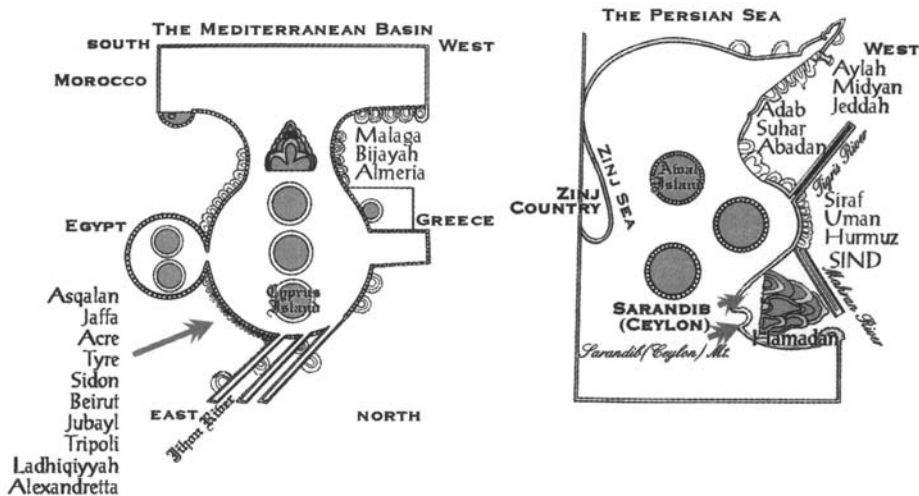 THE MEDITERRANEAN BASIN
SOUTH
WEST
MOROCCO
Malaga
Bijayah
Almeria
EGYPT
GREECE
Cyprus
Island
Asqalan
Jaffa
Acre
Tyre
Sidon
Beirut
Jubayl
Tripoli
Ladhiqiyyah
Alexandretta
EAST
Jihan River
NORTH
THE PERSIAN SEA
WEST
Aylah
Midyan
Jeddah
Adab
Suhar
Abadan
Tigris River
ZINJ SEA
ZINJ
COUNTRY
Awal
Island
Siraf
Uman
Hurmuz
SIND
Mahran River
SARANDIB
(CEYLON)
Hamadan
Sarandib (Ceylon) Mt.